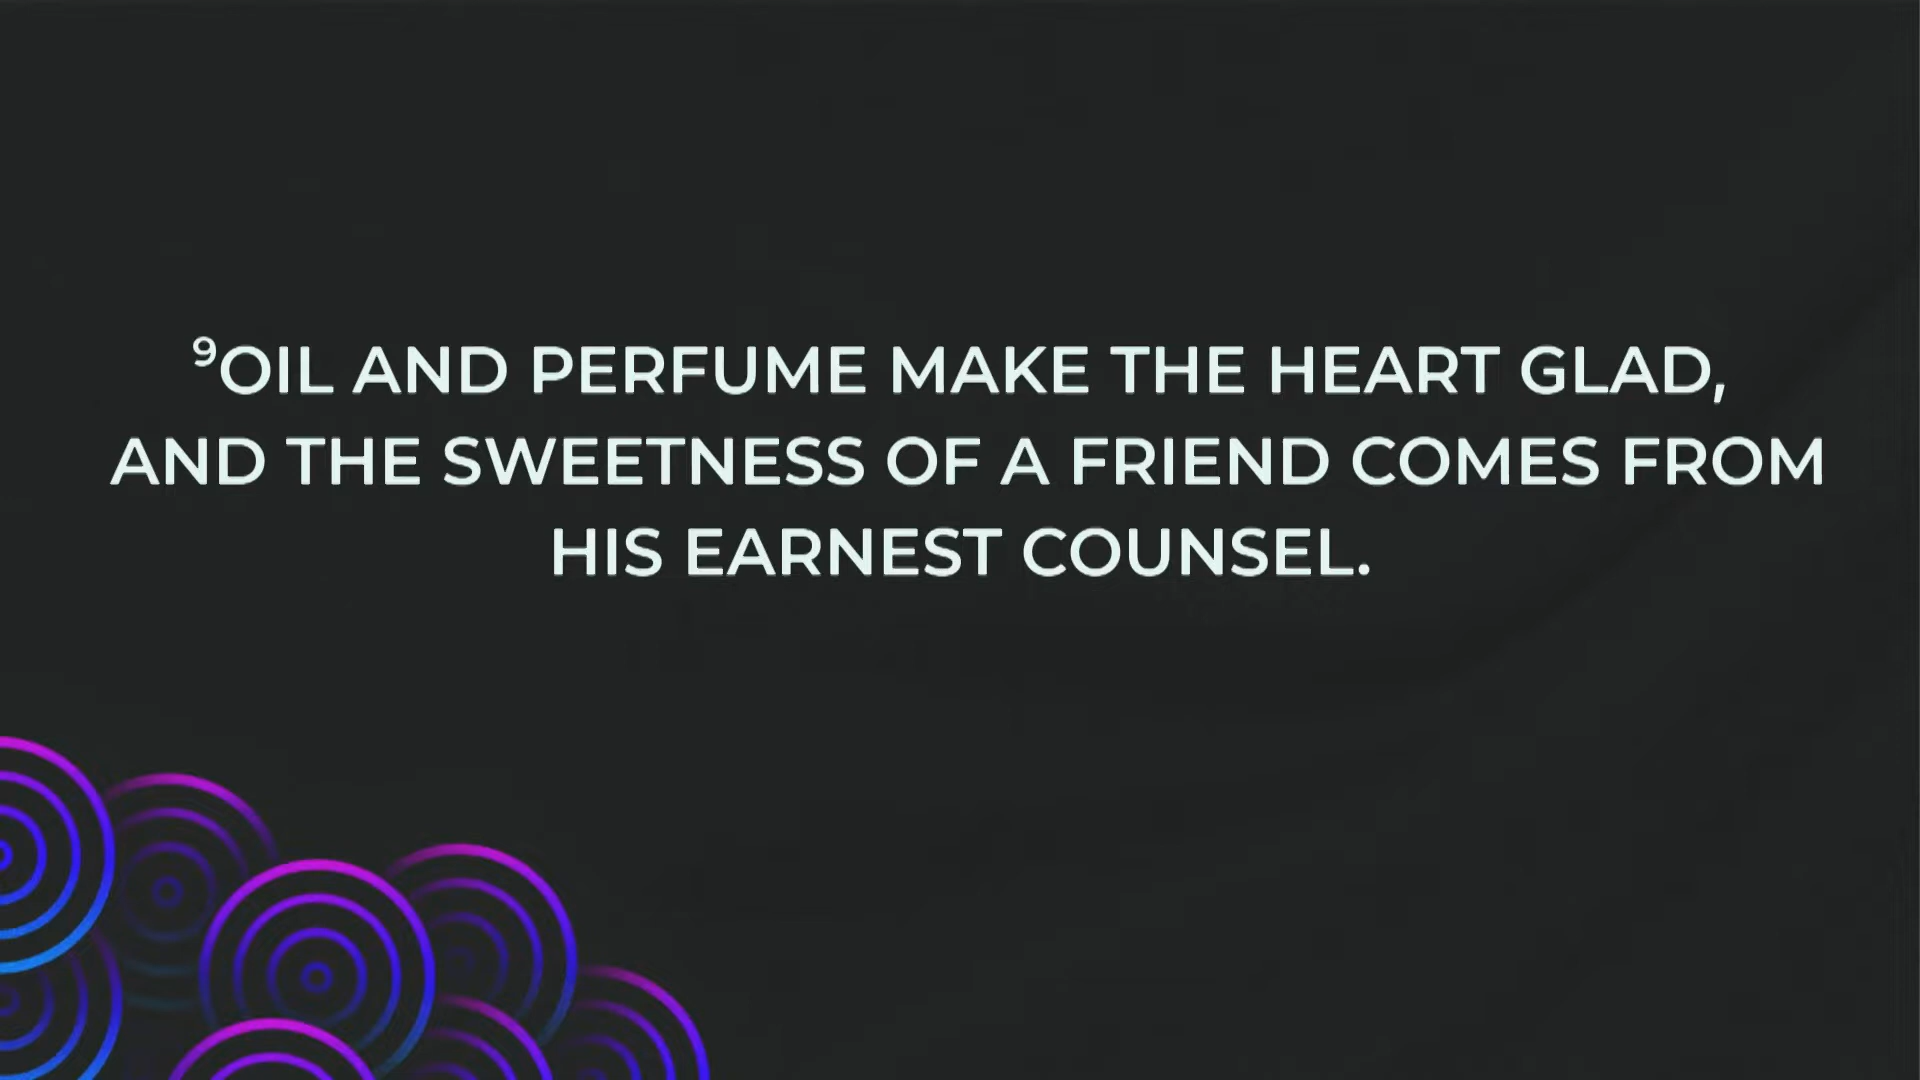 ⁹OIL AND PERFUME MAKE THE HEART GLAD,
AND THE SWEETNESS OF A FRIEND COMES FROM
HIS EARNEST COUNSEL.